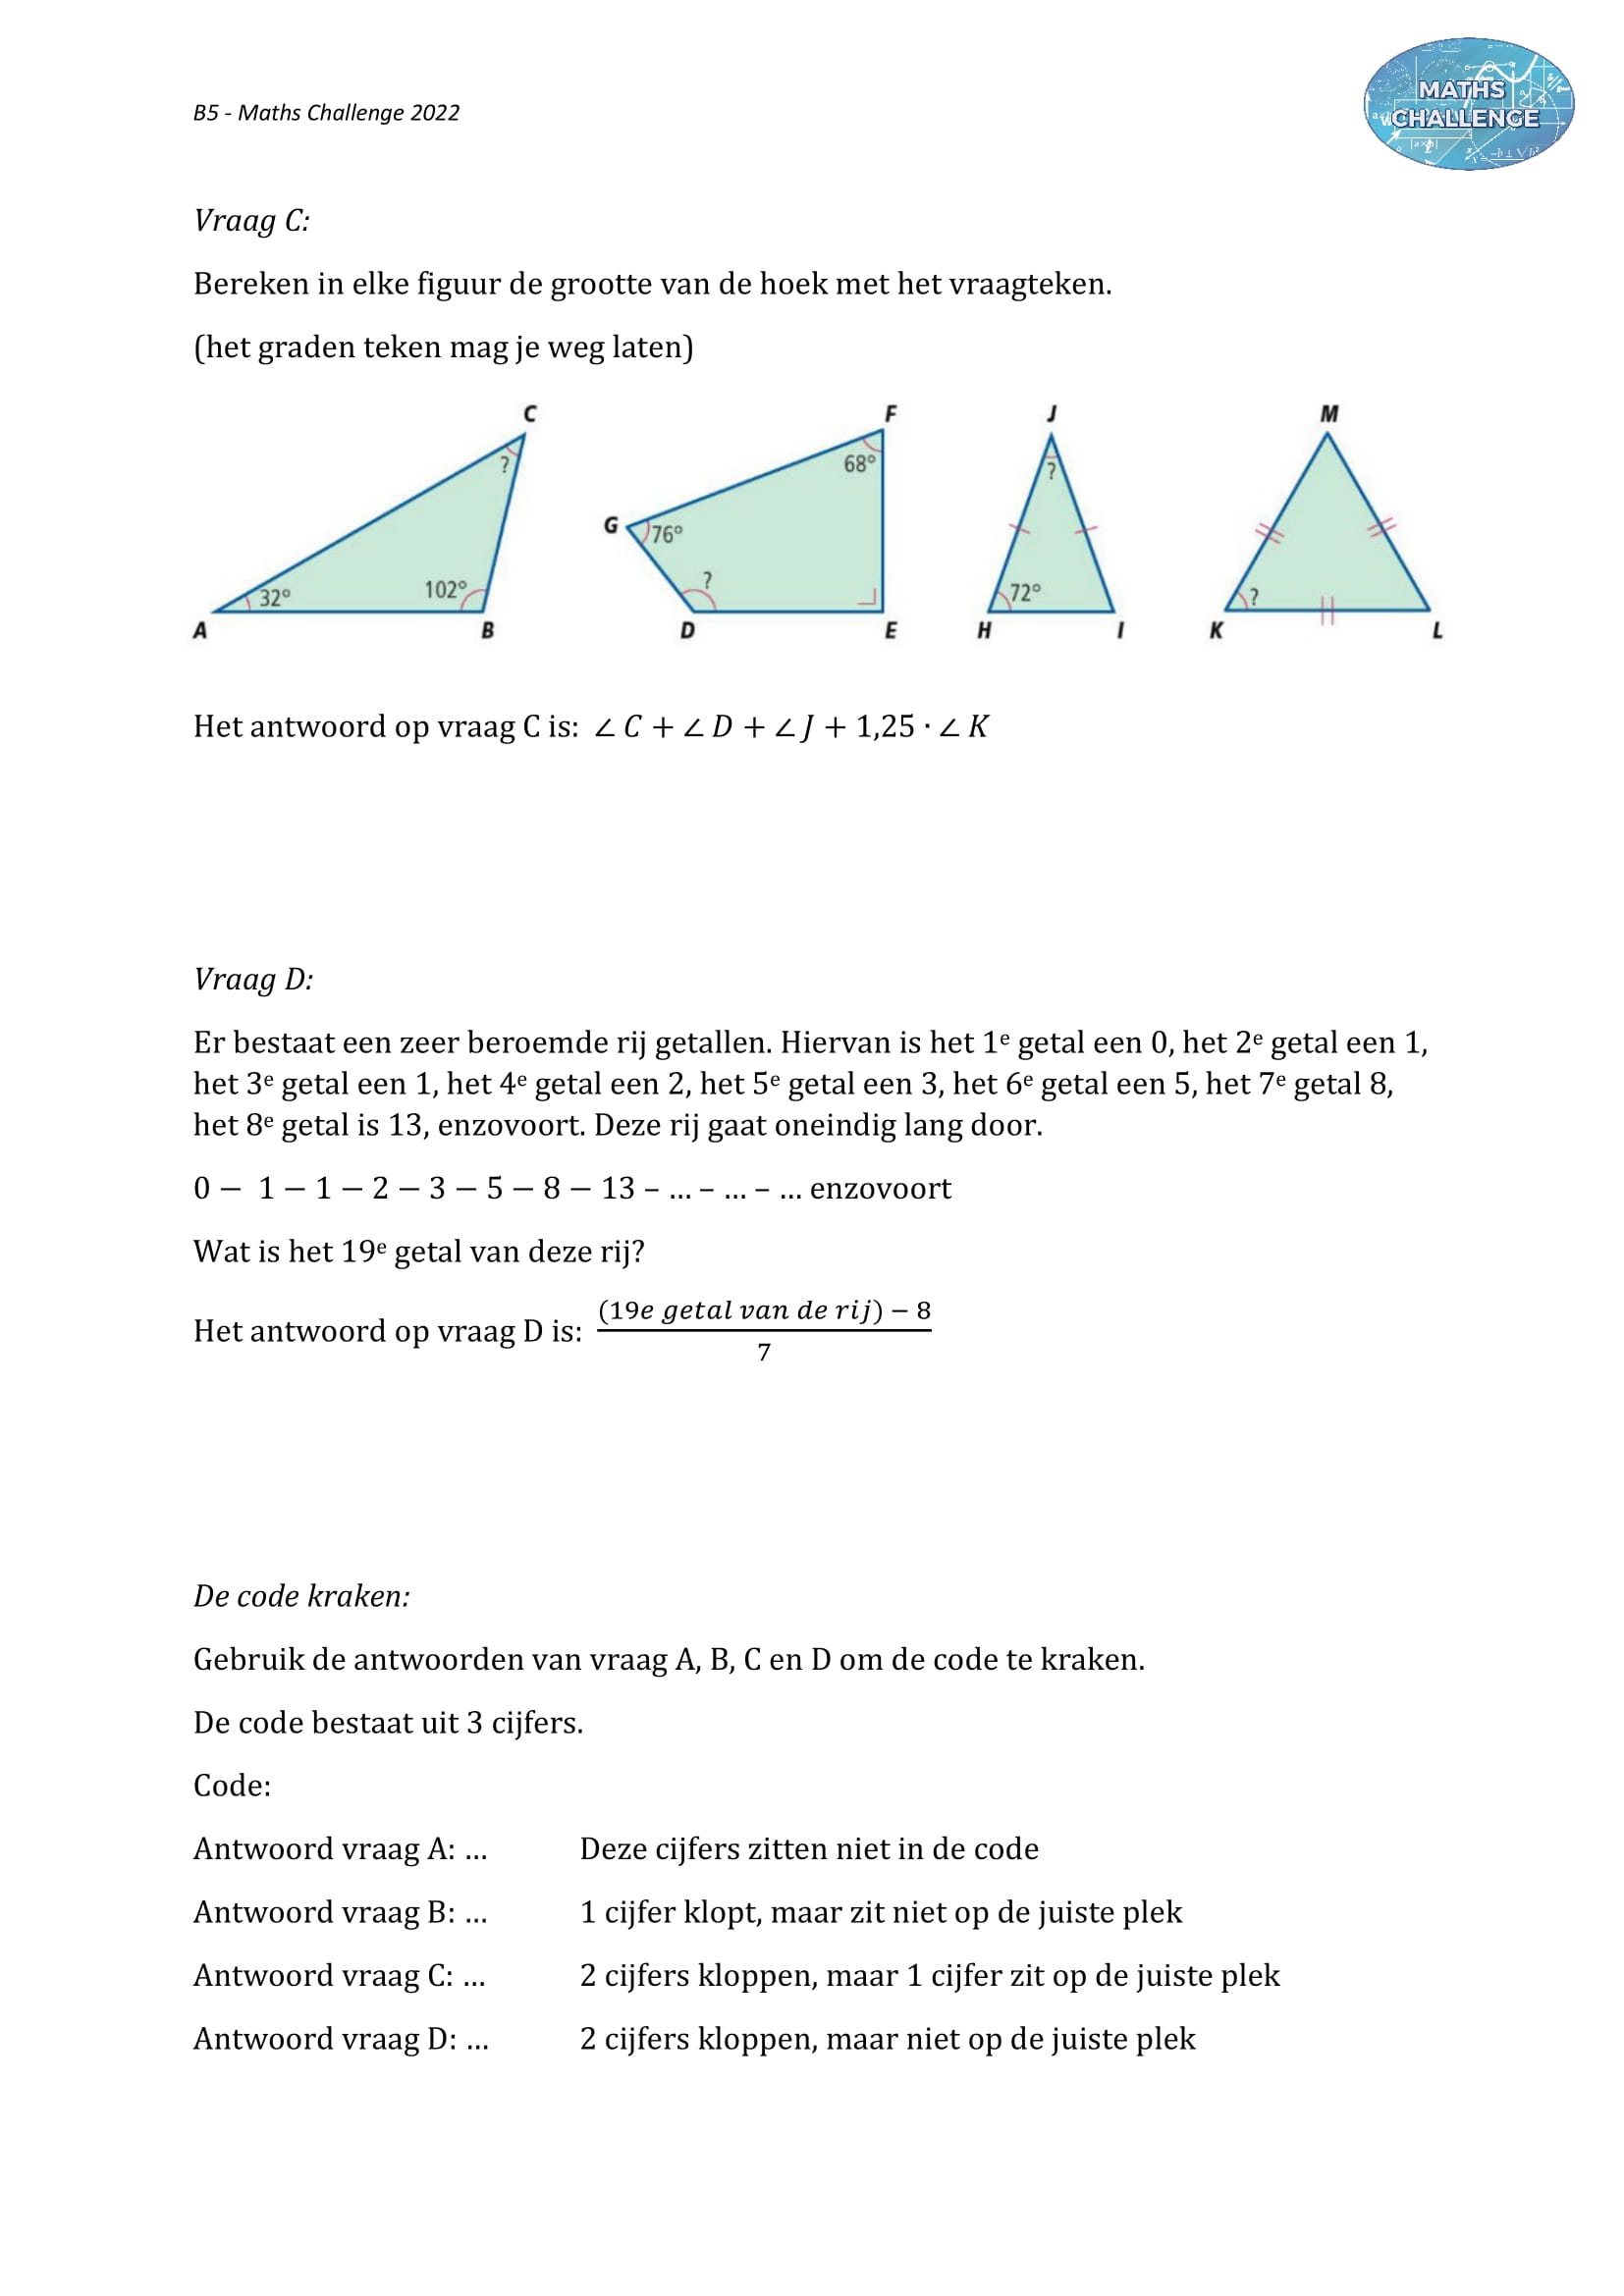 B5 - Maths Challenge 2022
MATHS
CHALLENGE
Vraag C:
Bereken in elke figuur de grootte van de hoek met het vraagteken.
(het graden teken mag je weg laten)
C
?
32°
102°
A
B
F
68°
G
76°
?
D
E
J
?
72°
H
I
M
?
K
L
Het antwoord op vraag C is: ∠ C + ∠ D + ∠ J + 1,25 · ∠ K
Vraag D:
Er bestaat een zeer beroemde rij getallen. Hiervan is het 1ᵉ getal een 0, het 2ᵉ getal een 1,
het 3ᵉ getal een 1, het 4ᵉ getal een 2, het 5ᵉ getal een 3, het 6ᵉ getal een 5, het 7ᵉ getal 8,
het 8ᵉ getal is 13, enzovoort. Deze rij gaat oneindig lang door.
0 − 1 − 1 − 2 − 3 − 5 − 8 − 13 – ... – ... – ... enzovoort
Wat is het 19ᵉ getal van deze rij?
Het antwoord op vraag D is: (19e getal van de rij) − 8
7
De code kraken:
Gebruik de antwoorden van vraag A, B, C en D om de code te kraken.
De code bestaat uit 3 cijfers.
Code:
Antwoord vraag A: ... Deze cijfers zitten niet in de code
Antwoord vraag B: ... 1 cijfer klopt, maar zit niet op de juiste plek
Antwoord vraag C: ... 2 cijfers kloppen, maar 1 cijfer zit op de juiste plek
Antwoord vraag D: ... 2 cijfers kloppen, maar niet op de juiste plek